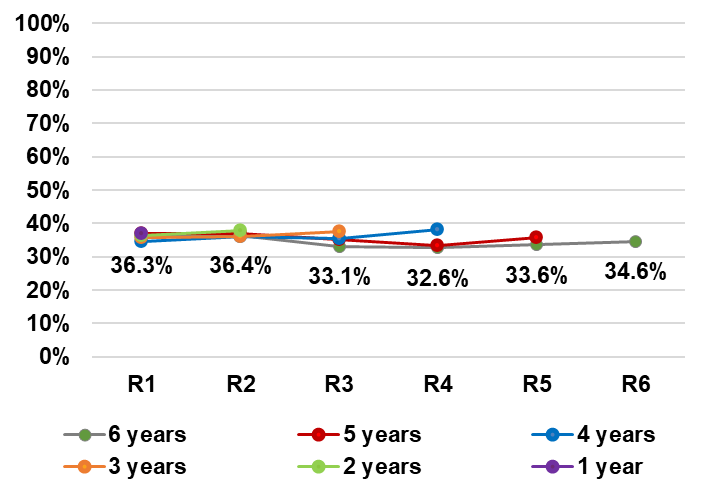 100%
90%
80%
70%
60%
50%
40%
30%
20%
10%
0%
36.3% 36.4% 33.1% 32.6% 33.6% 34.6%
R1 R2 R3 R4 R5 R6
6 years 5 years 4 years
3 years 2 years 1 year